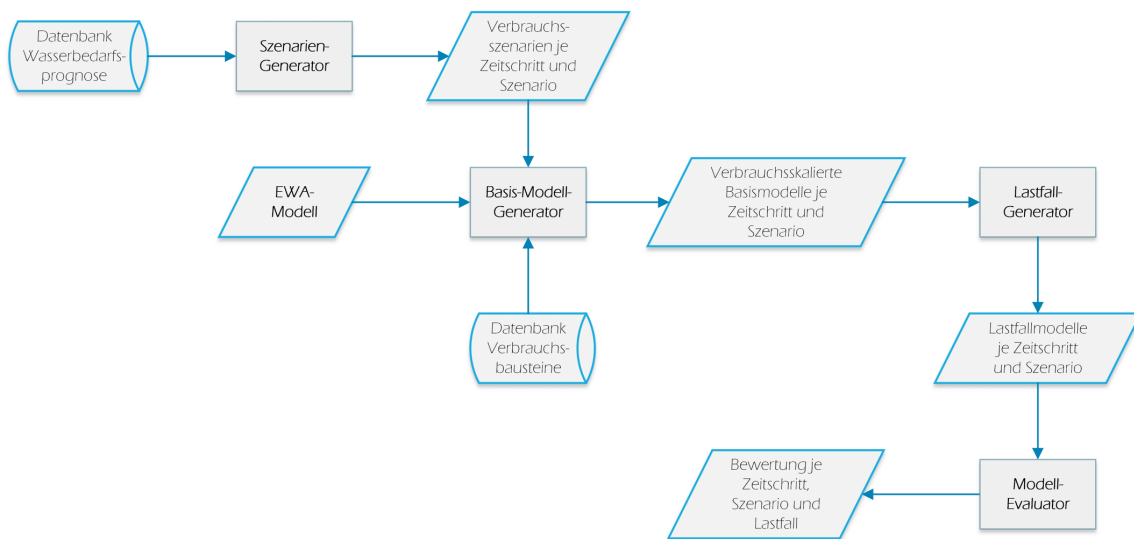 Datenbank
Wasserbedarfs-
prognose
Szenarien-
Generator
Verbrauchs-
szenarien je
Zeitschritt und
Szenario
EWA-
Modell
Basis-Modell-
Generator
Verbrauchsskalierte
Basismodelle je
Zeitschritt und
Szenario
Lastfall-
Generator
Datenbank
Verbrauchs-
bausteine
Lastfallmodelle
je Zeitschritt
und Szenario
Bewertung je
Zeitschritt,
Szenario und
Lastfall
Modell-
Evaluator